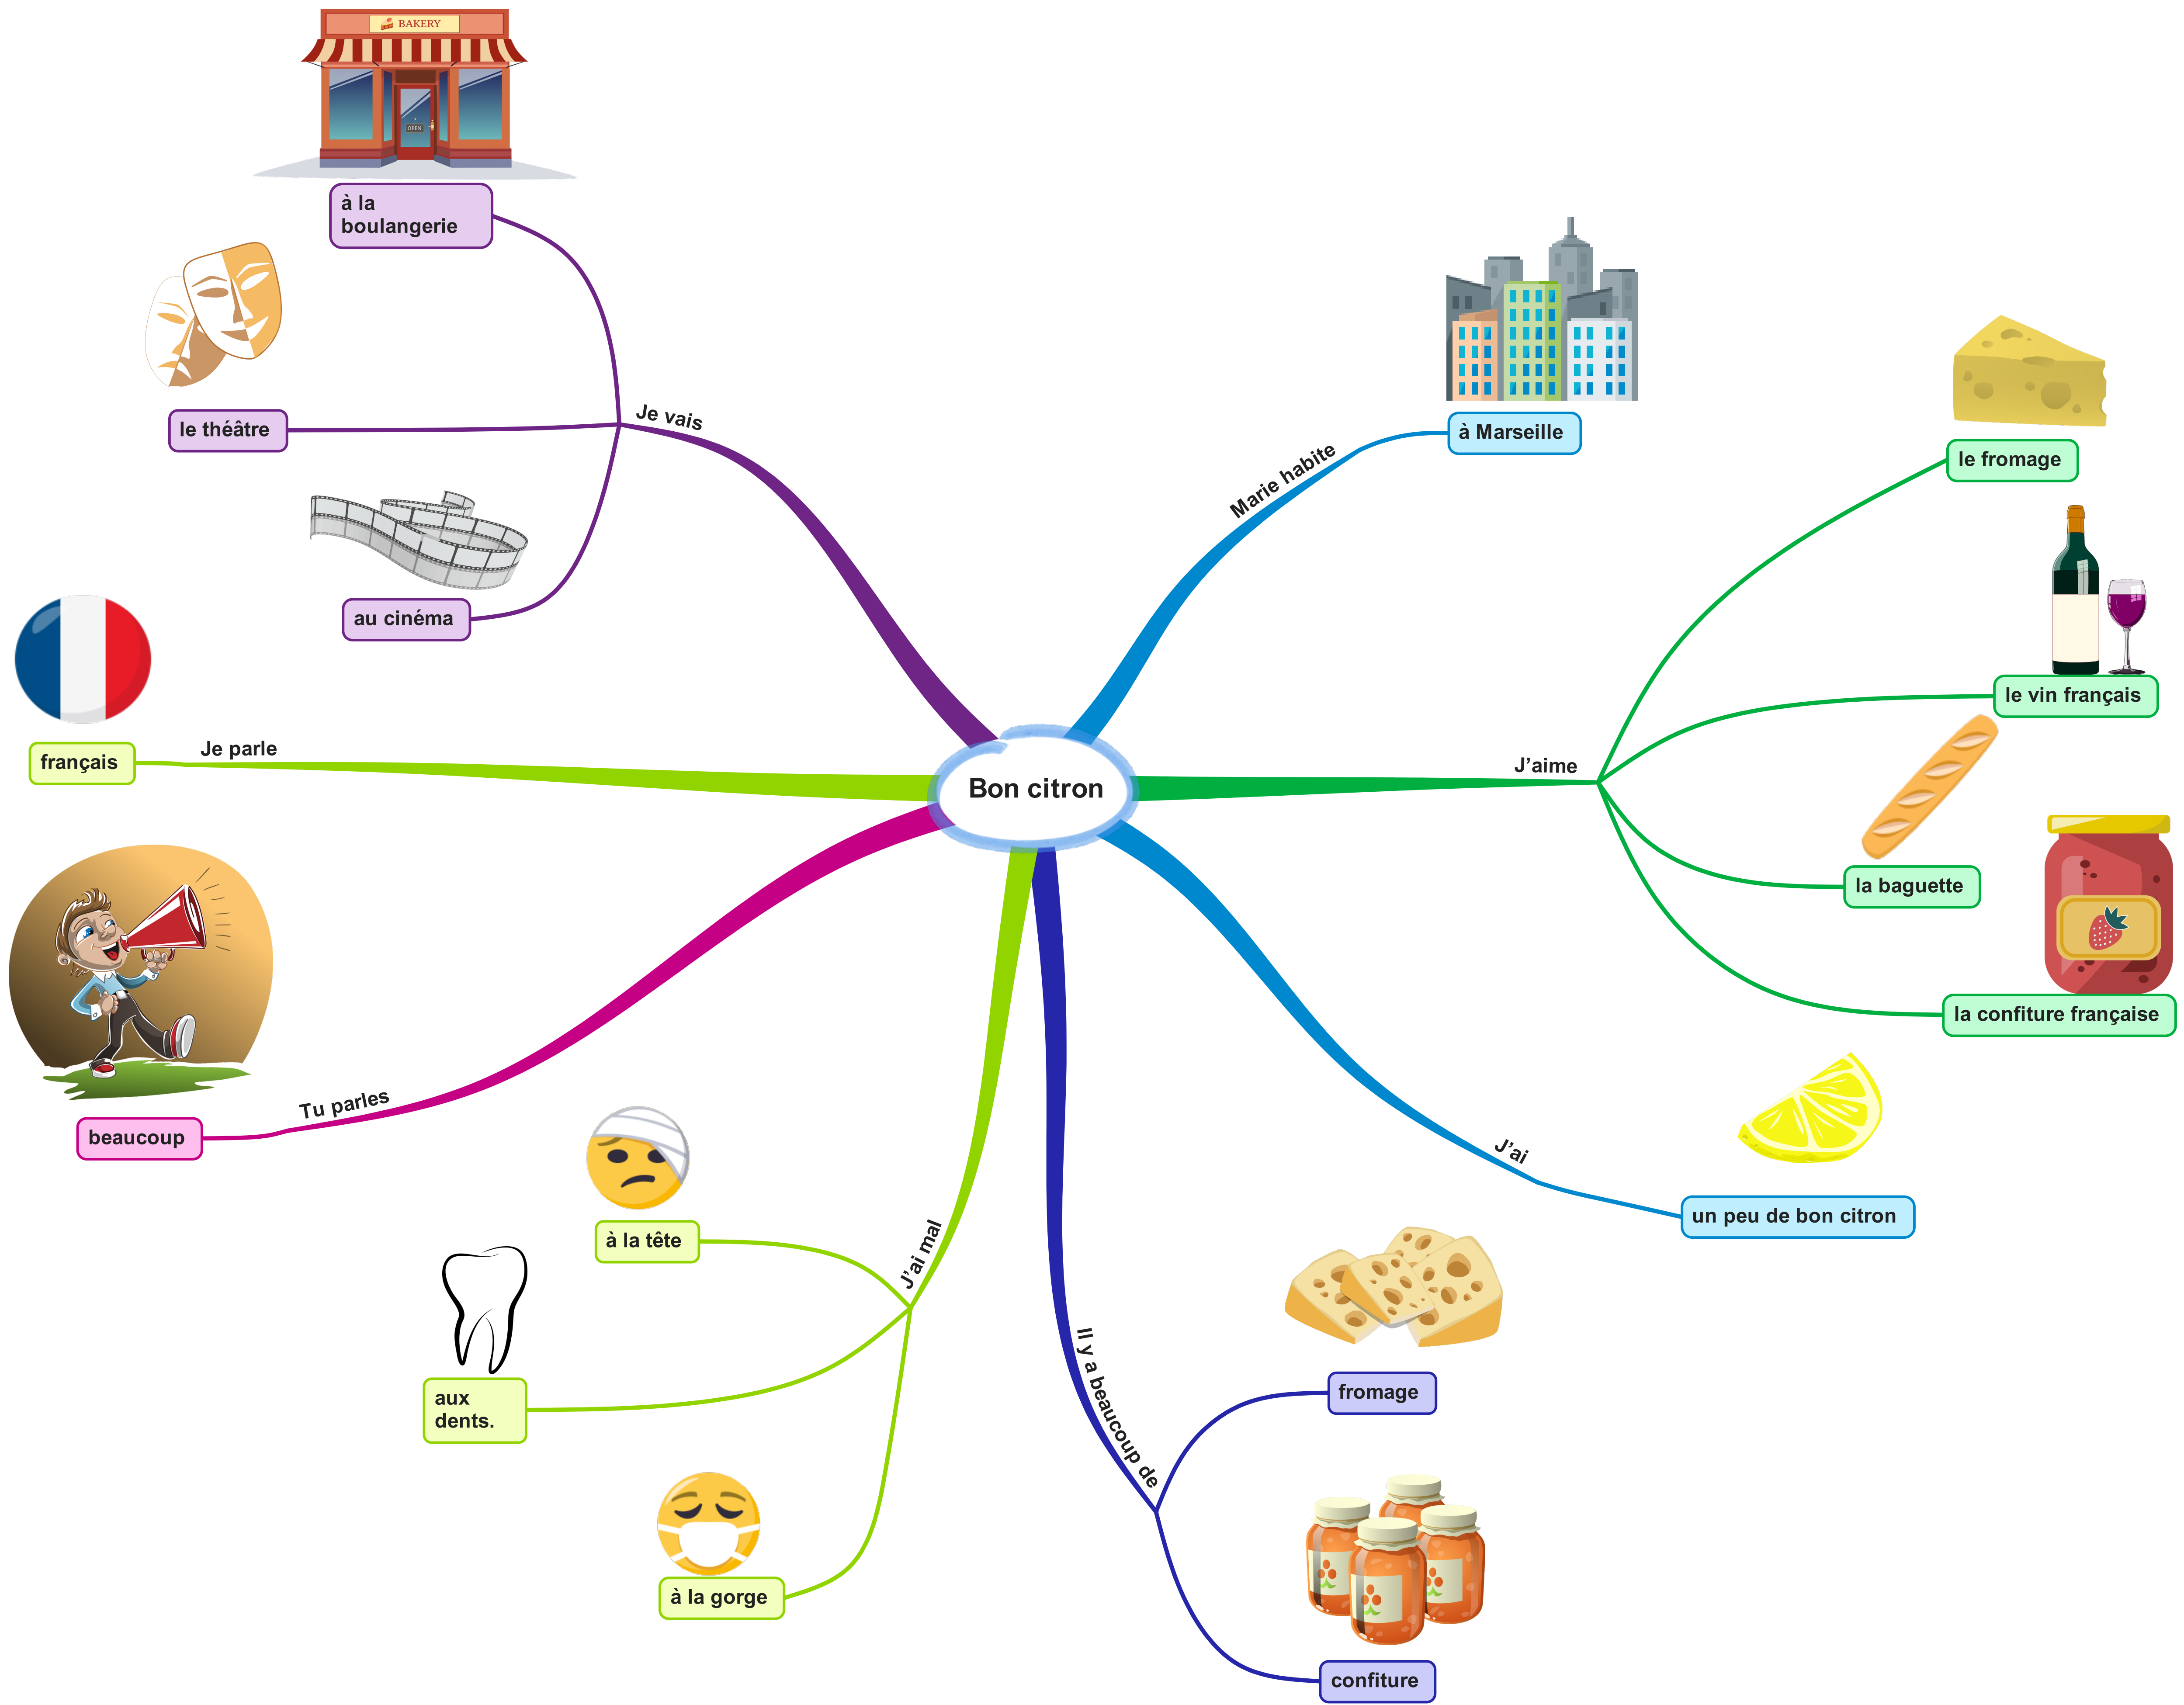 Bon citron
Marie habite
à Marseille
J'aime
le fromage
le vin français
la baguette
la confiture française
J'ai
un peu de bon citron
Il y a beaucoup de
fromage
confiture
J'ai mal
à la tête
aux
dents.
à la gorge
Tu parles
beaucoup
Je parle
français
Je vais
BAKERY
OPEN
à la
boulangerie
le théâtre
au cinéma